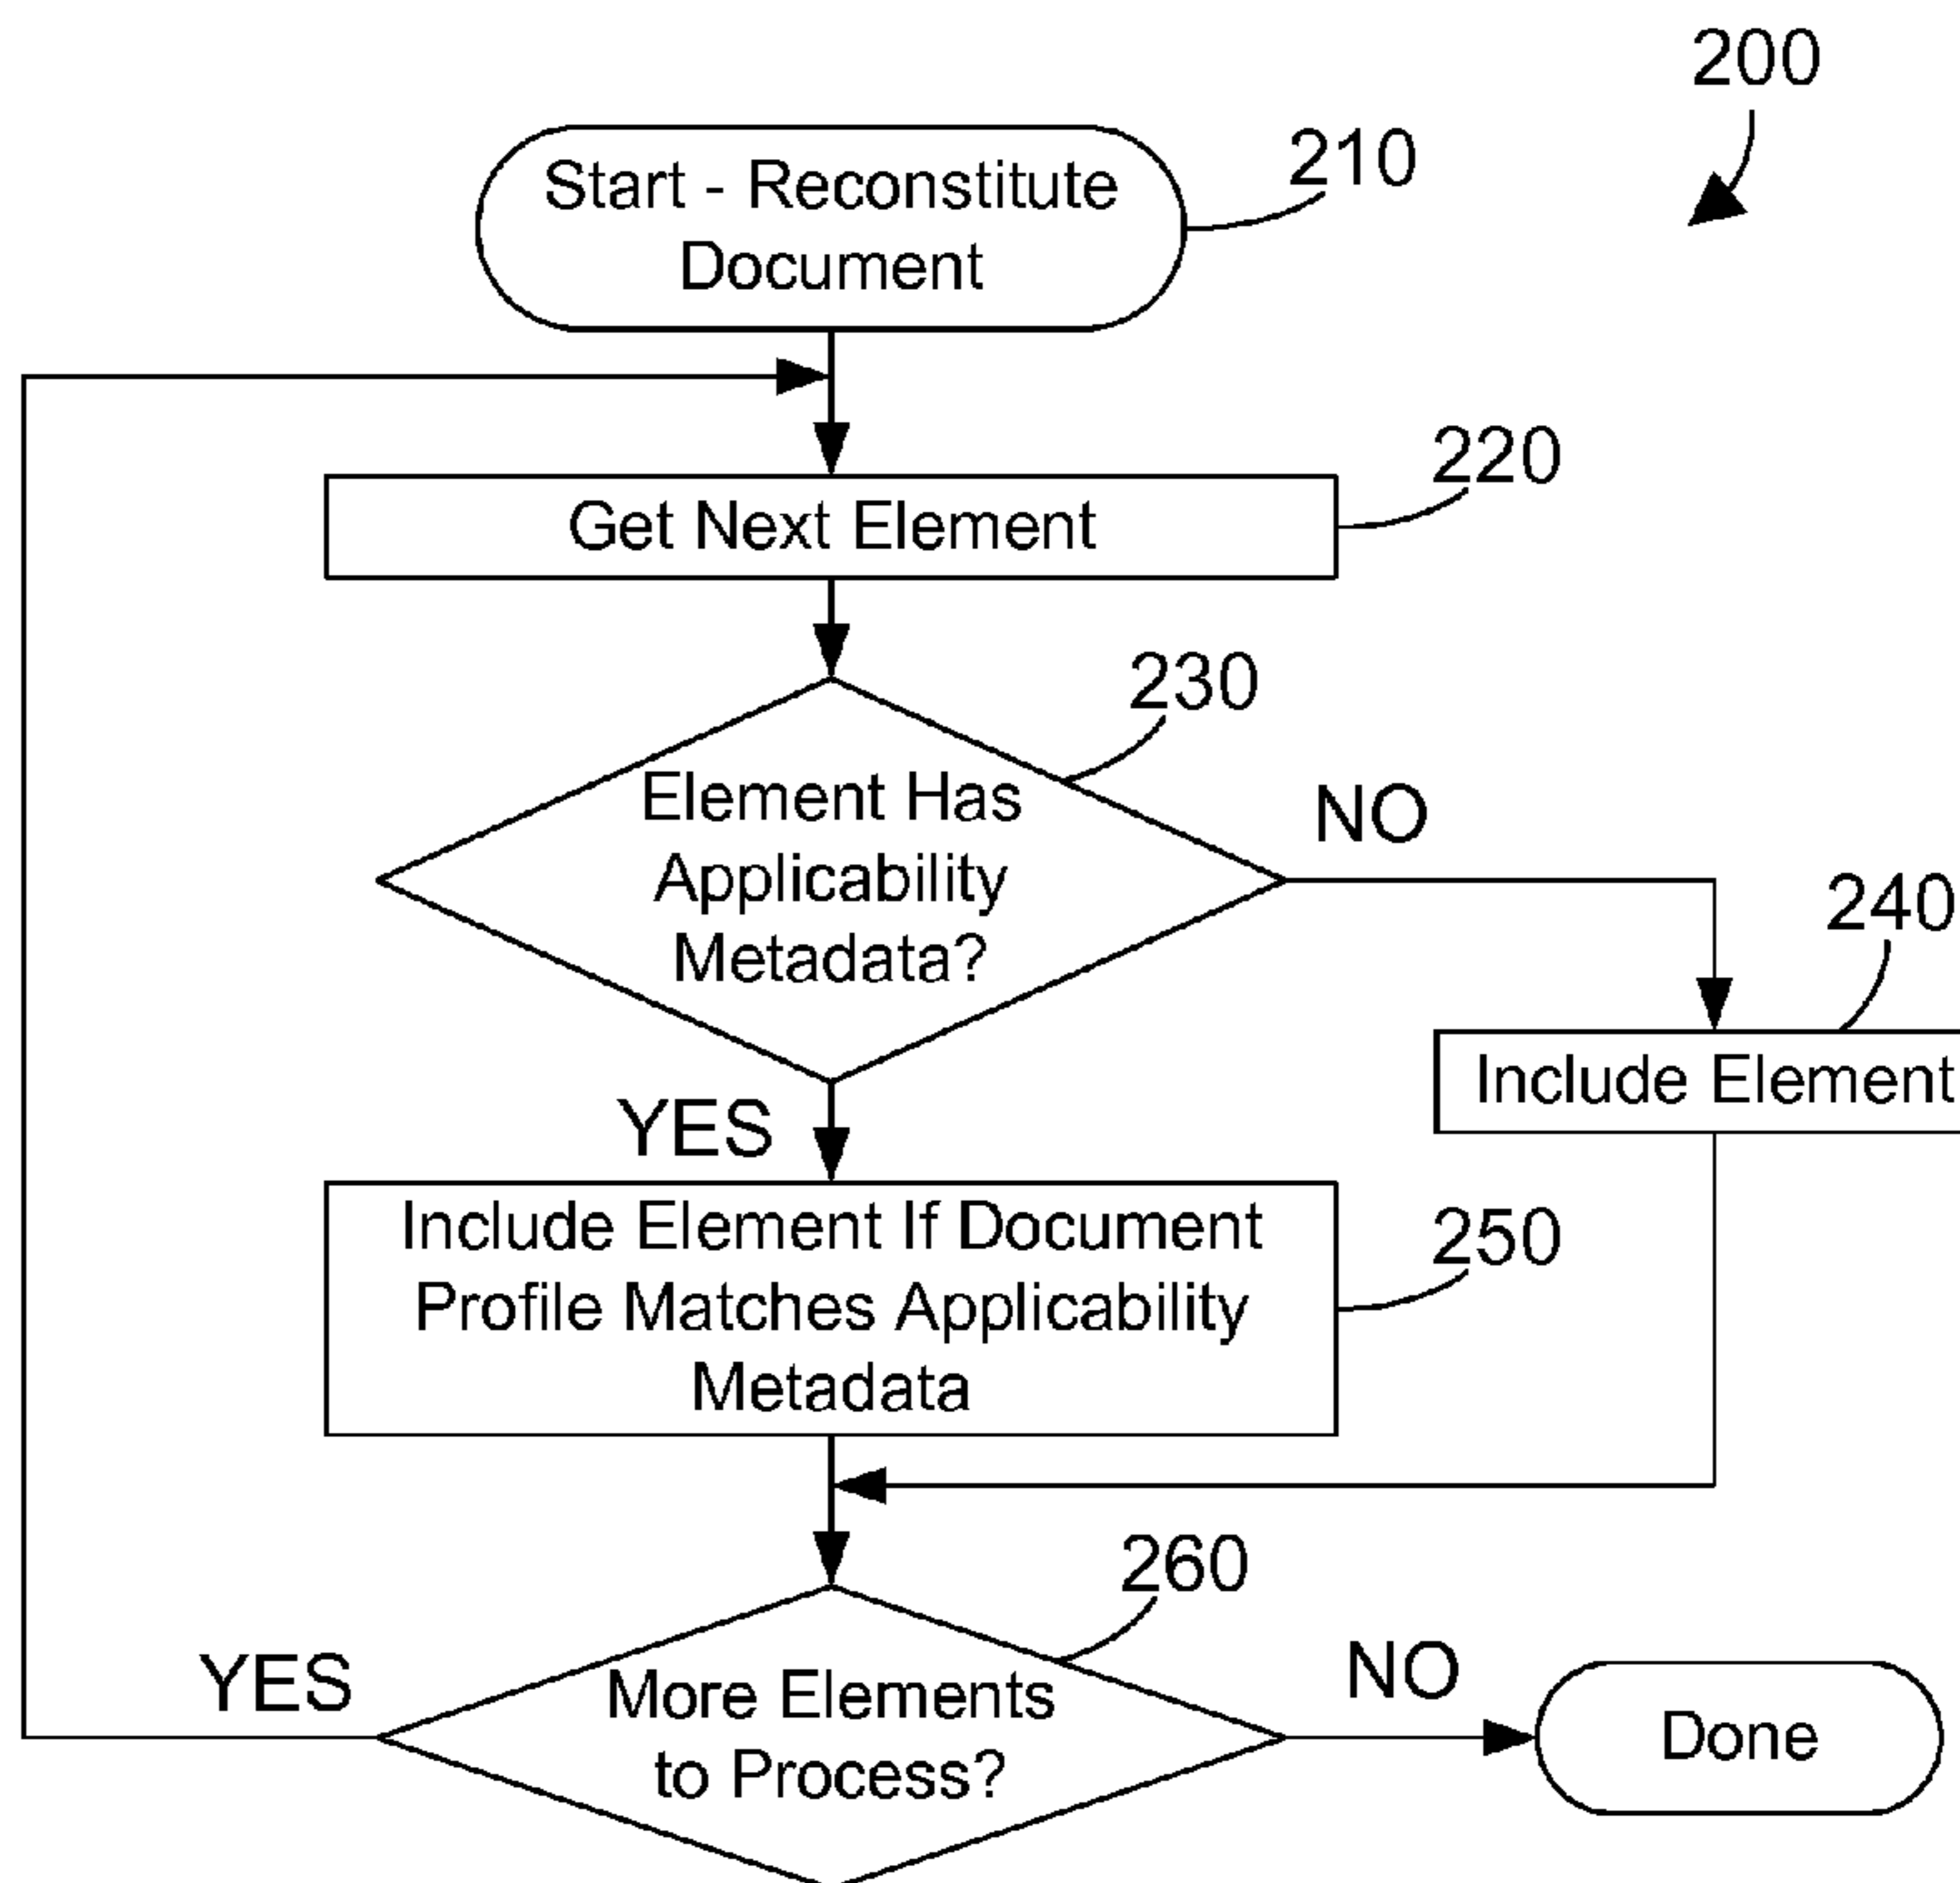 200
Start - Reconstitute
Document
210
Get Next Element
220
230
Element Has
Applicability
Metadata?
NO
240
Include Element
YES
Include Element If Document
Profile Matches Applicability
Metadata
250
260
More Elements
to Process?
YES
NO
Done